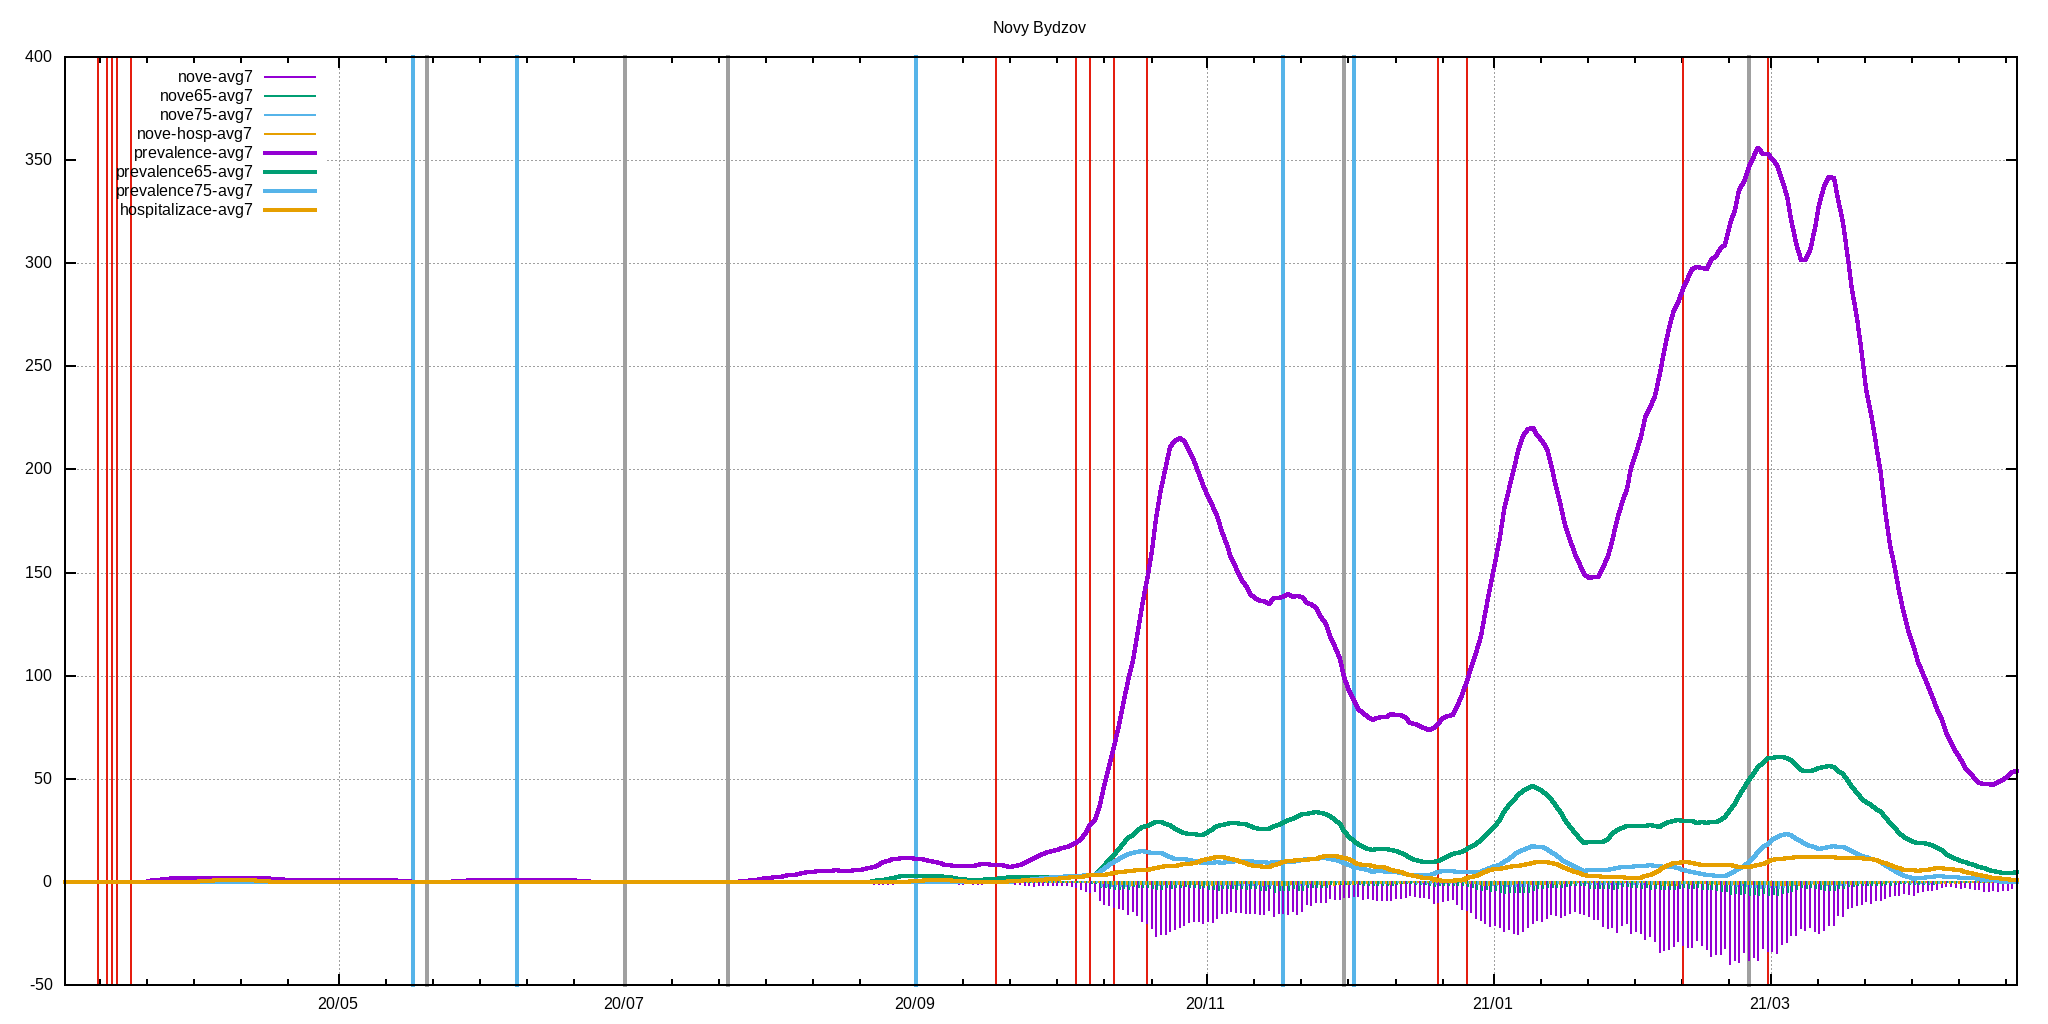 Novy Bydzov
400
350
300
250
200
150
100
50
0
-50
nove-avg7
nove65-avg7
nove75-avg7
nove-hosp-avg7
prevalence-avg7
prevalence65-avg7
prevalence75-avg7
hospitalizace-avg7
20/05
20/07
20/09
20/11
21/01
21/03